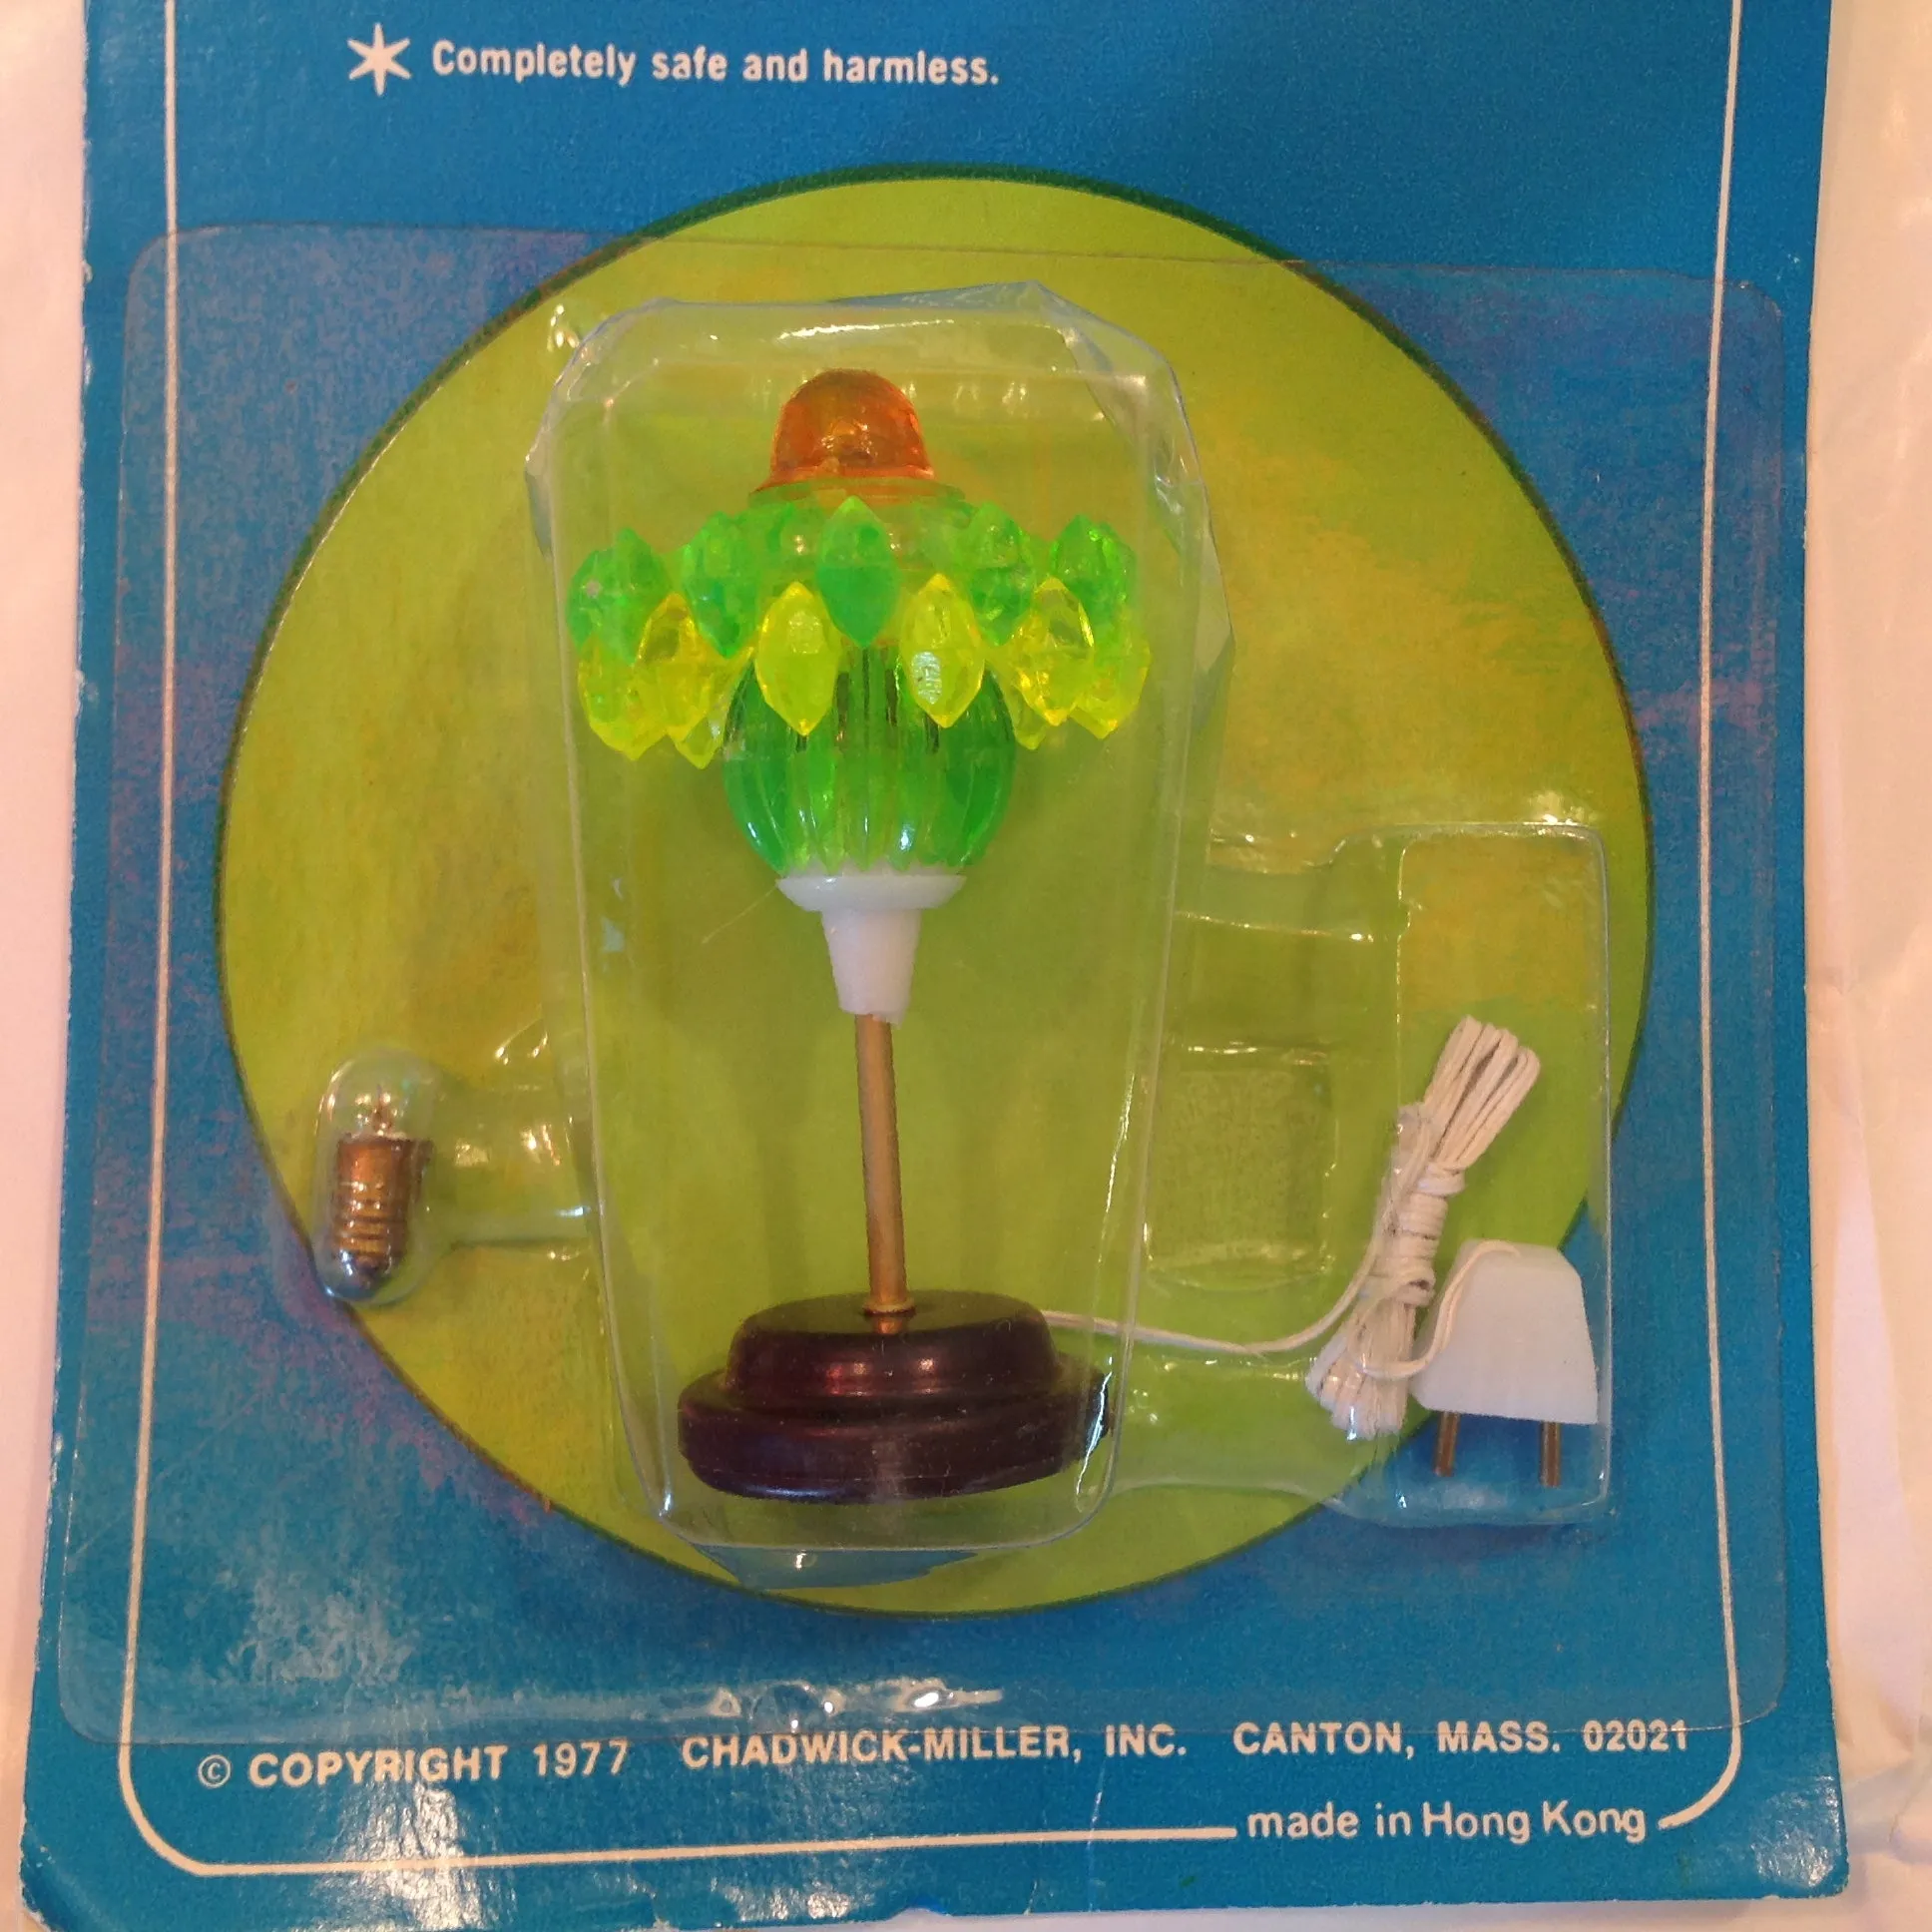 * Completely safe and harmless.
© COPYRIGHT 1977 CHADWICK-MILLER, INC. CANTON, MASS. 02021
made in Hong Kong